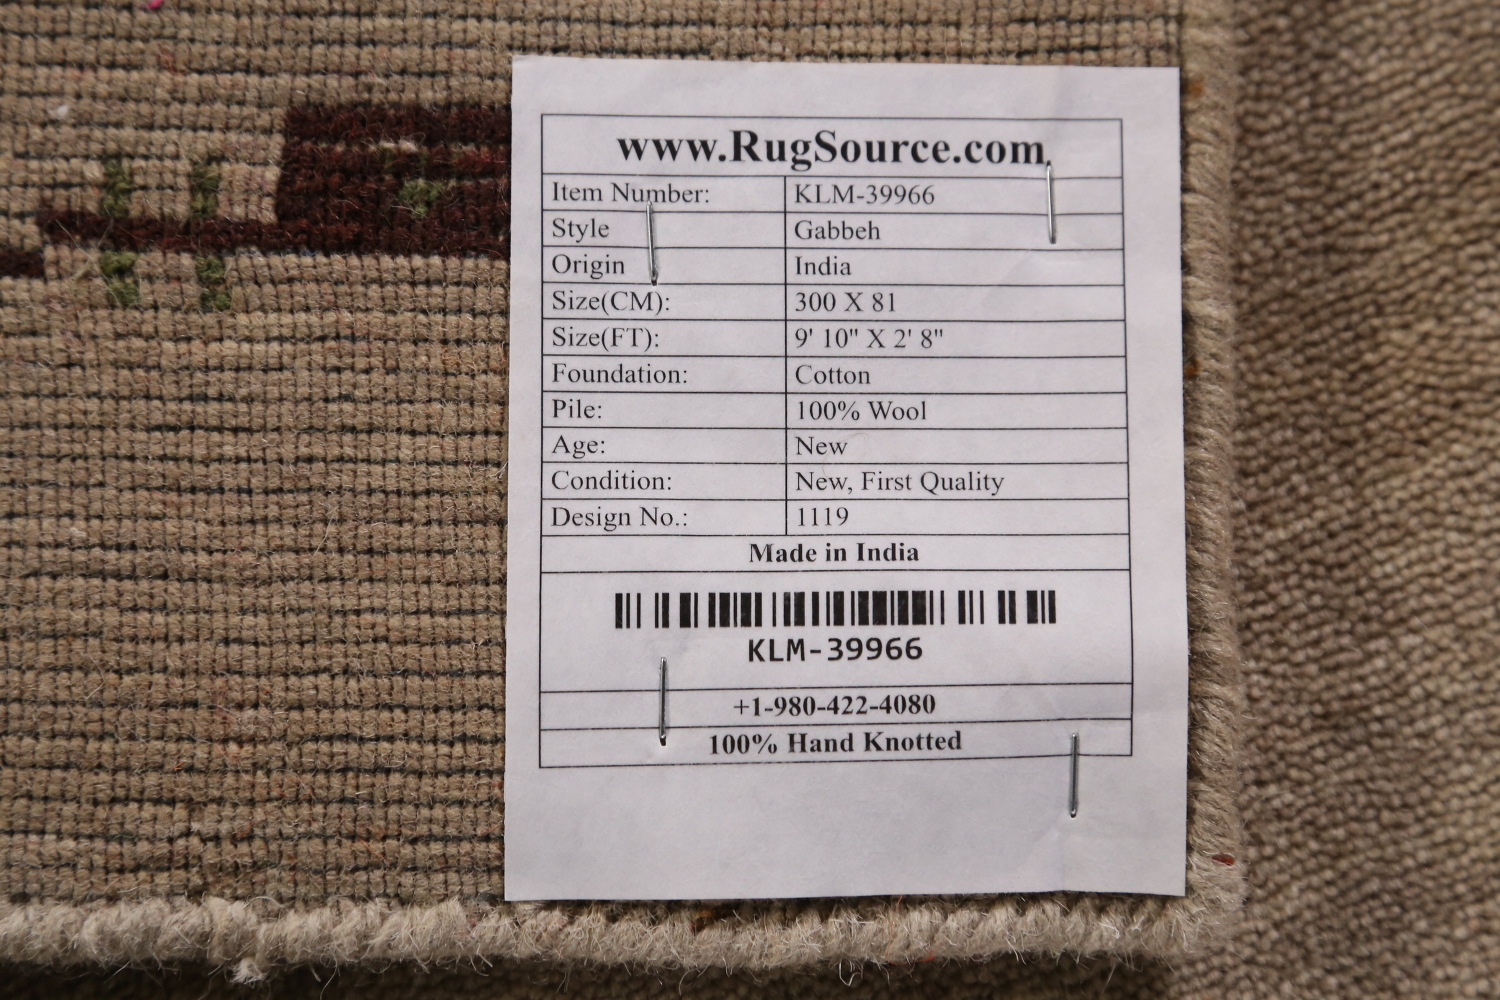 www.RugSource.com
Item Number: KLM-39966
Style Gabbeh
Origin India
Size(CM): 300 X 81
Size(FT): 9' 10" X 2' 8"
Foundation: Cotton
Pile: 100% Wool
Age: New
Condition: New, First Quality
Design No.: 1119
Made in India
KLM-39966
+1-980-422-4080
100% Hand Knotted